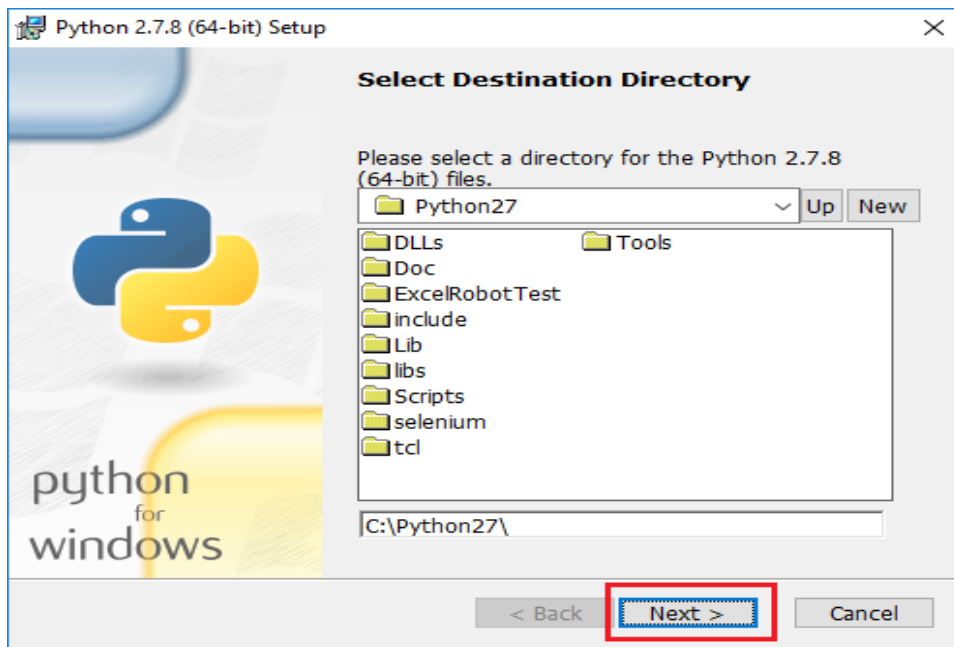 Python 2.7.8 (64-bit) Setup
Select Destination Directory
Please select a directory for the Python 2.7.8
(64-bit) files.
Python27
Up
New
DLLs
Tools
Doc
ExcelRobotTest
include
Lib
libs
Scripts
selenium
tcl
C:\Python27\
python
for
windows
< Back
Next >
Cancel